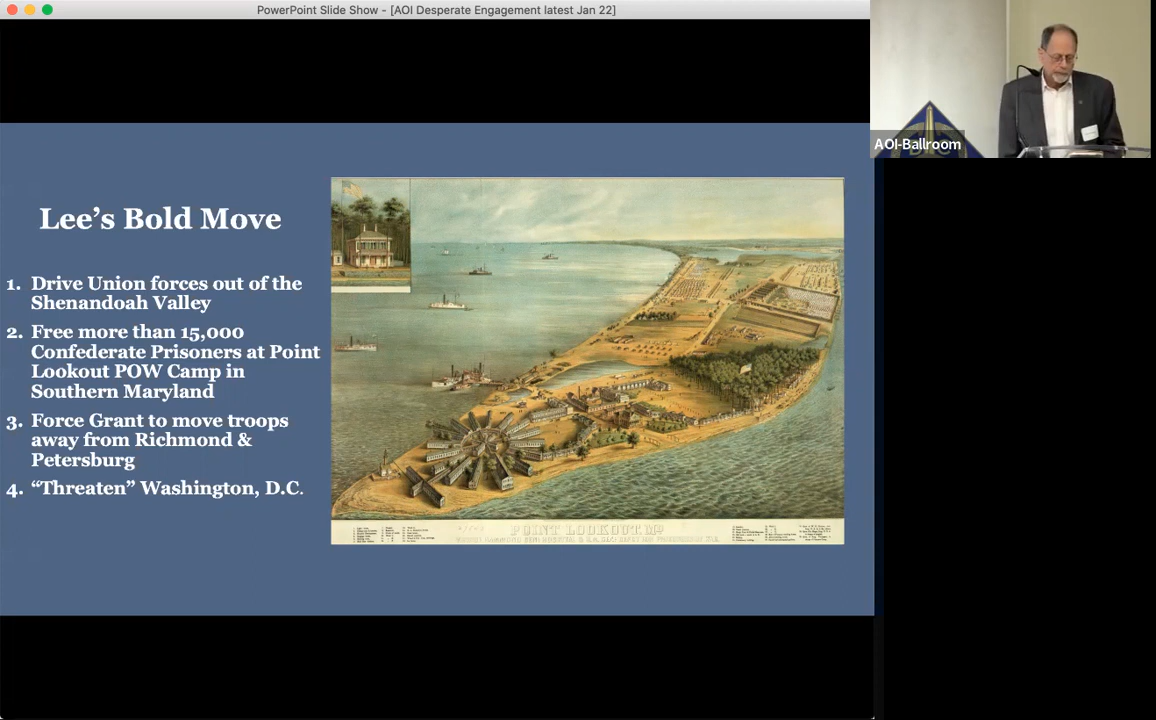 PowerPoint Slide Show - [AOI Desperate Engagement latest Jan 22]
AOI-Ballroom
Lee’s Bold Move
1. Drive Union forces out of the
Shenandoah Valley
2. Free more than 15,000
Confederate Prisoners at Point
Lookout POW Camp in
Southern Maryland
3. Force Grant to move troops
away from Richmond &
Petersburg
4. “Threaten” Washington, D.C.
POINT LOOKOUT, MD